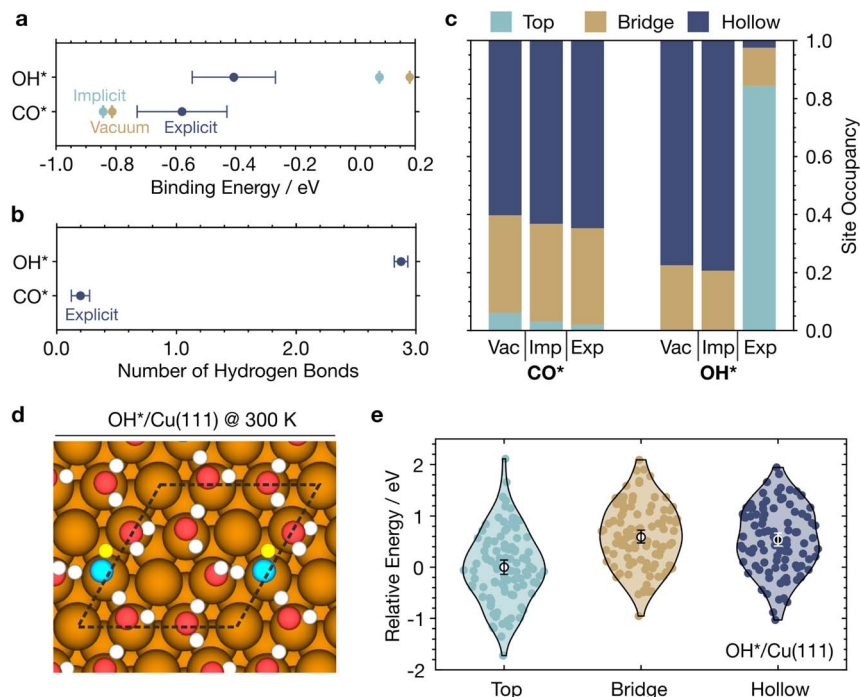 a
OH*
CO*
Implicit
Vacuum
Explicit
-1.0 -0.8 -0.6 -0.4 -0.2 0.0 0.2
Binding Energy / eV
b
OH*
CO*
Explicit
0.0 1.0 2.0 3.0
Number of Hydrogen Bonds
c
Top Bridge Hollow
1.0
0.8
0.6
0.4
0.2
0.0
Site Occupancy
Vac Imp Exp Vac Imp Exp
CO* OH*
d
OH*/Cu(111) @ 300 K
e
2
1
0
-1
-2
Relative Energy / eV
OH*/Cu(111)
Top Bridge Hollow